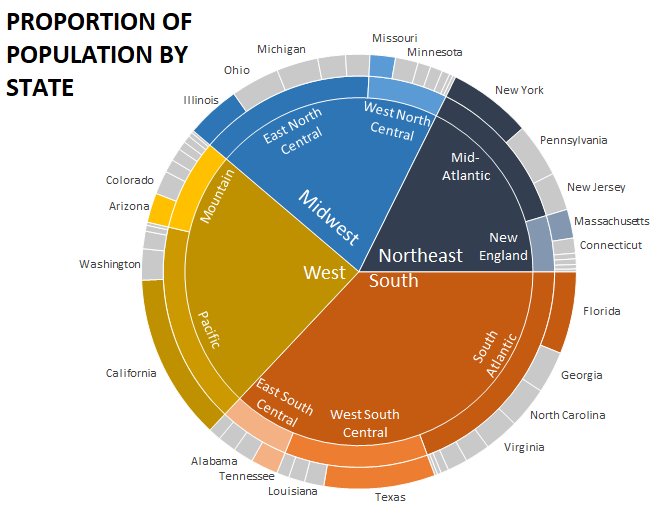 PROPORTION OF
POPULATION BY
STATE
Missouri
Michigan
Minnesota
Ohio
Illinois
New York
East North
Central
West North
Central
Pennsylvania
Mid-
Atlantic
Colorado
Mountain
New Jersey
Arizona
Midwest
Massachusetts
New
England
Connecticut
Northeast
Washington
West
South
Florida
Pacific
South
Atlantic
California
Georgia
East South
Central
West South
Central
North Carolina
Virginia
Alabama
Tennessee
Louisiana
Texas